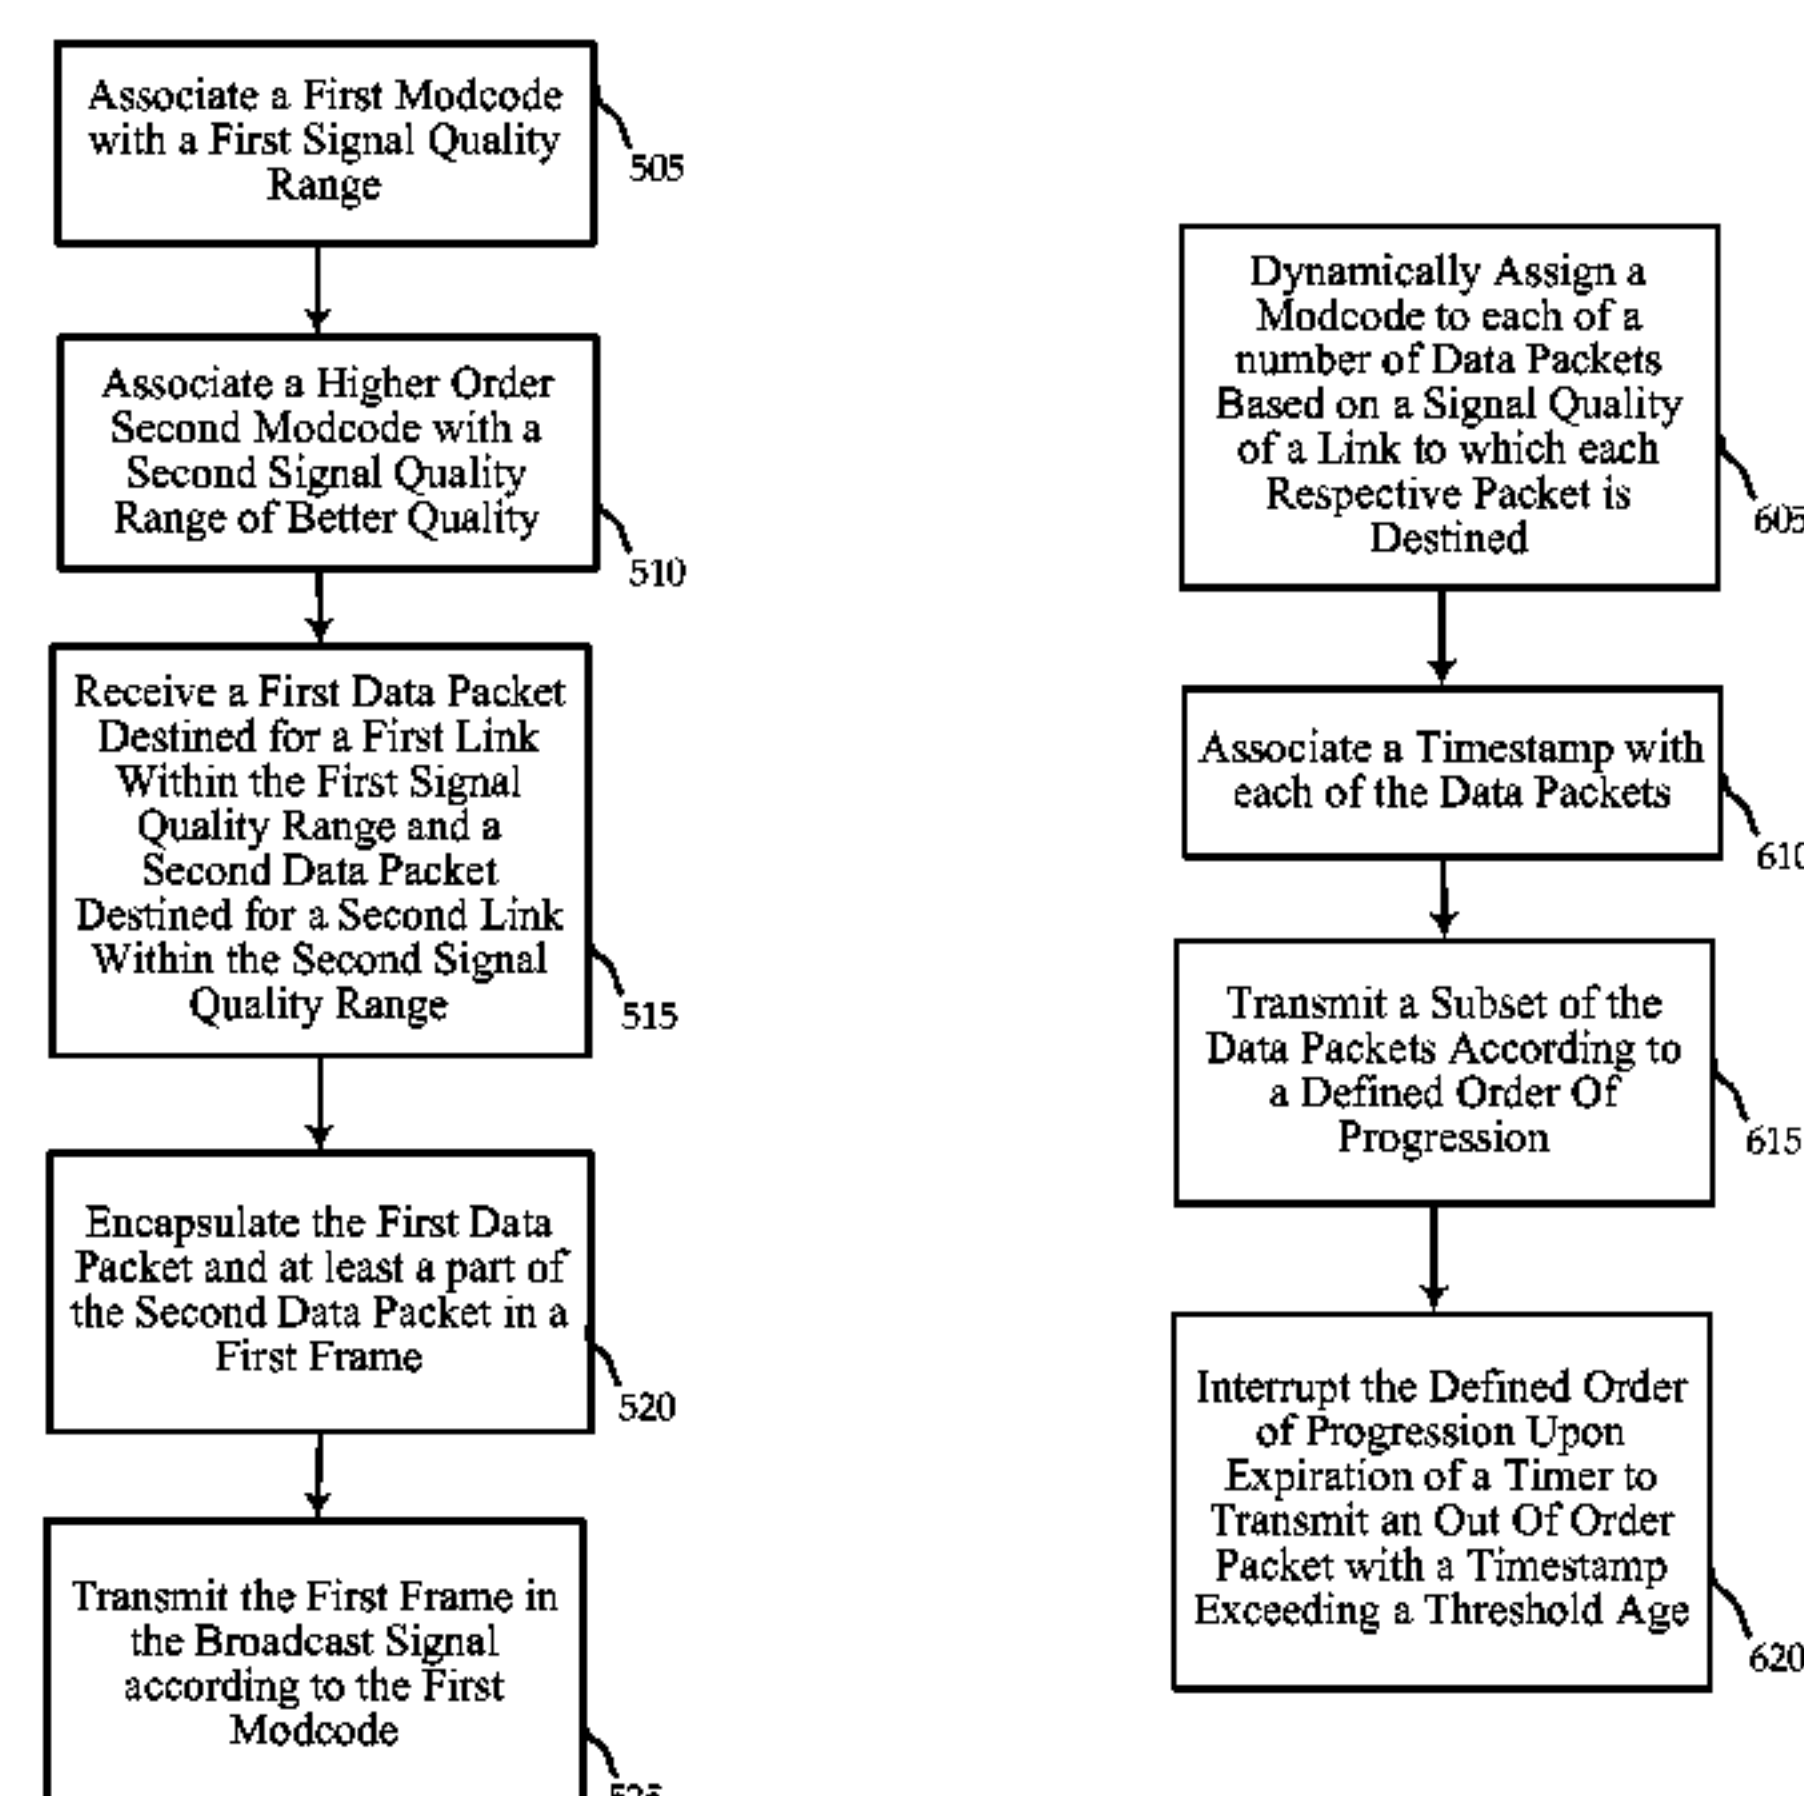 Associate a First Modcode
with a First Signal Quality
Range
505
Associate a Higher Order
Second Modcode with a
Second Signal Quality
Range of Better Quality
510
Receive a First Data Packet
Destined for a First Link
Within the First Signal
Quality Range and a
Second Data Packet
Destined for a Second Link
Within the Second Signal
Quality Range
515
Encapsulate the First Data
Packet and at least a part of
the Second Data Packet in a
First Frame
520
Transmit the First Frame in
the Broadcast Signal
according to the First
Modcode
Dynamically Assign a
Modcode to each of a
number of Data Packets
Based on a Signal Quality
of a Link to which each
Respective Packet is
Destined
605
Associate a Timestamp with
each of the Data Packets
610
Transmit a Subset of the
Data Packets According to
a Defined Order Of
Progression
615
Interrupt the Defined Order
of Progression Upon
Expiration of a Timer to
Transmit an Out Of Order
Packet with a Timestamp
Exceeding a Threshold Age
620